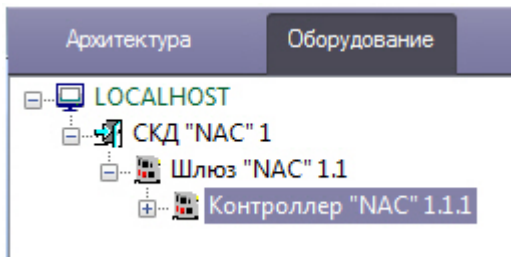 Архитектура Оборудование
LOCALHOST
СКД "NAC" 1
Шлюз "NAC" 1.1
Контроллер "NAC" 1.1.1